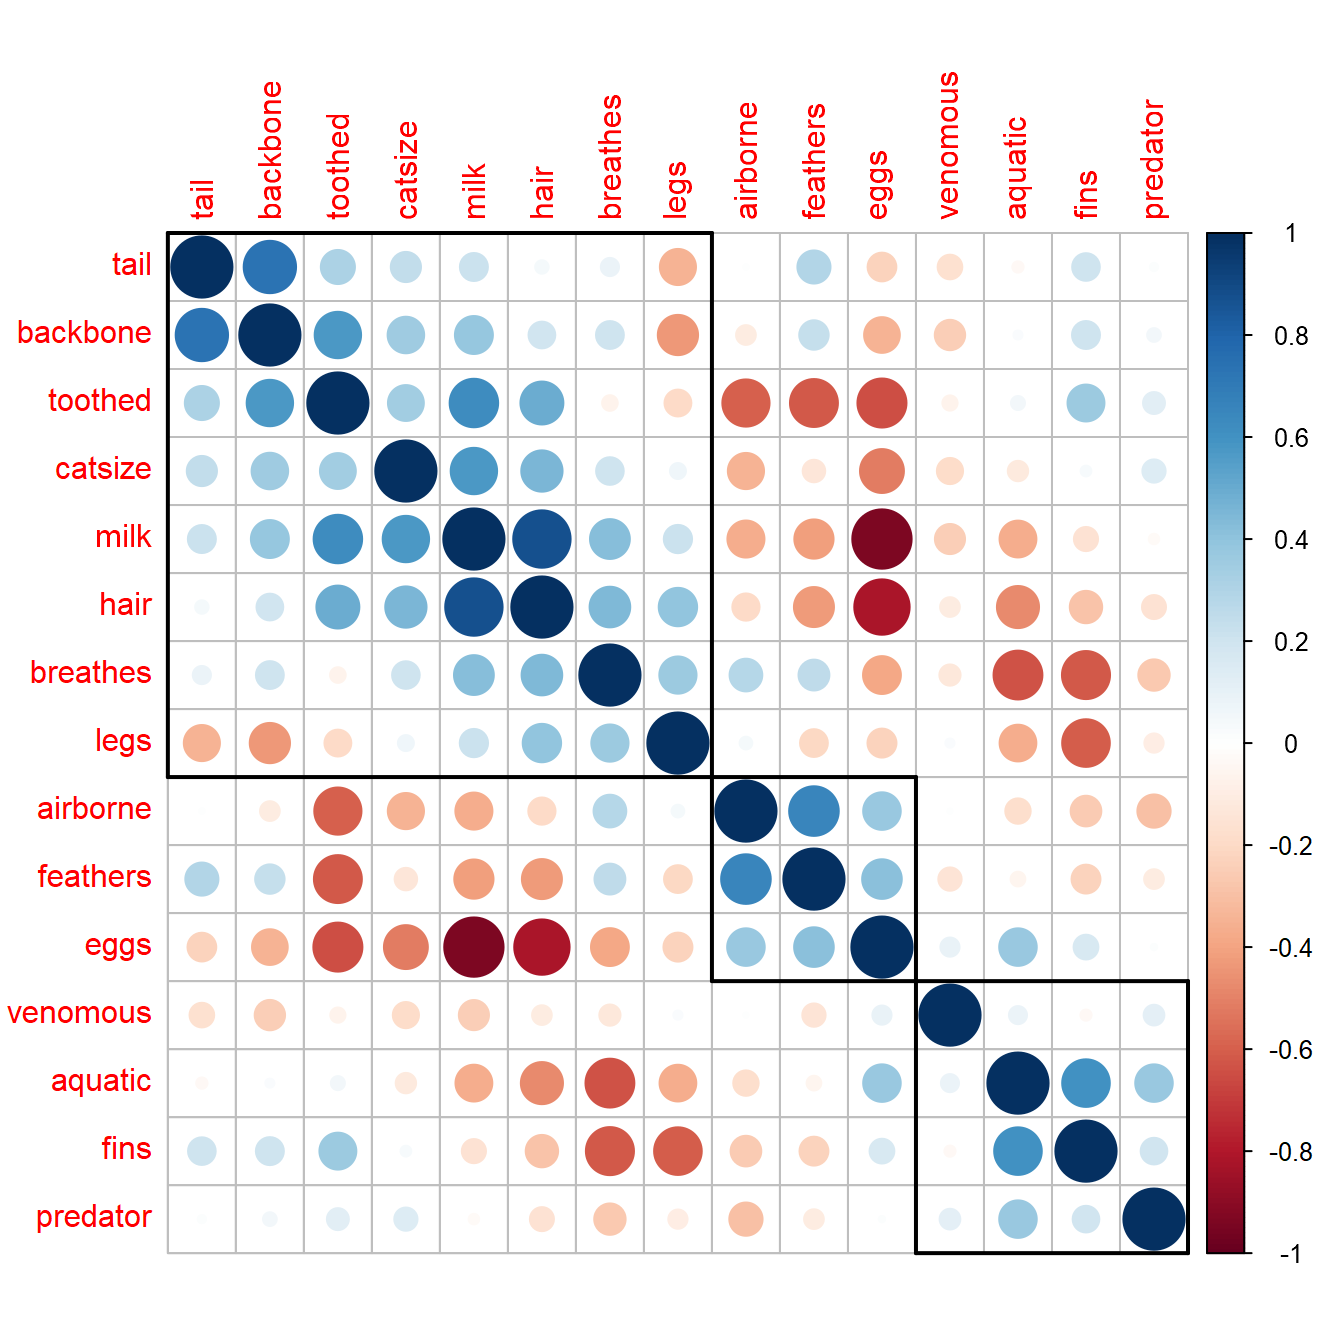 tail
backbone
toothed
catsize
milk
hair
breathes
legs
airborne
feathers
eggs
venomous
aquatic
fins
predator
tail
backbone
toothed
catsize
milk
hair
breathes
legs
airborne
feathers
eggs
venomous
aquatic
fins
predator
1
0.8
0.6
0.4
0.2
0
-0.2
-0.4
-0.6
-0.8
-1